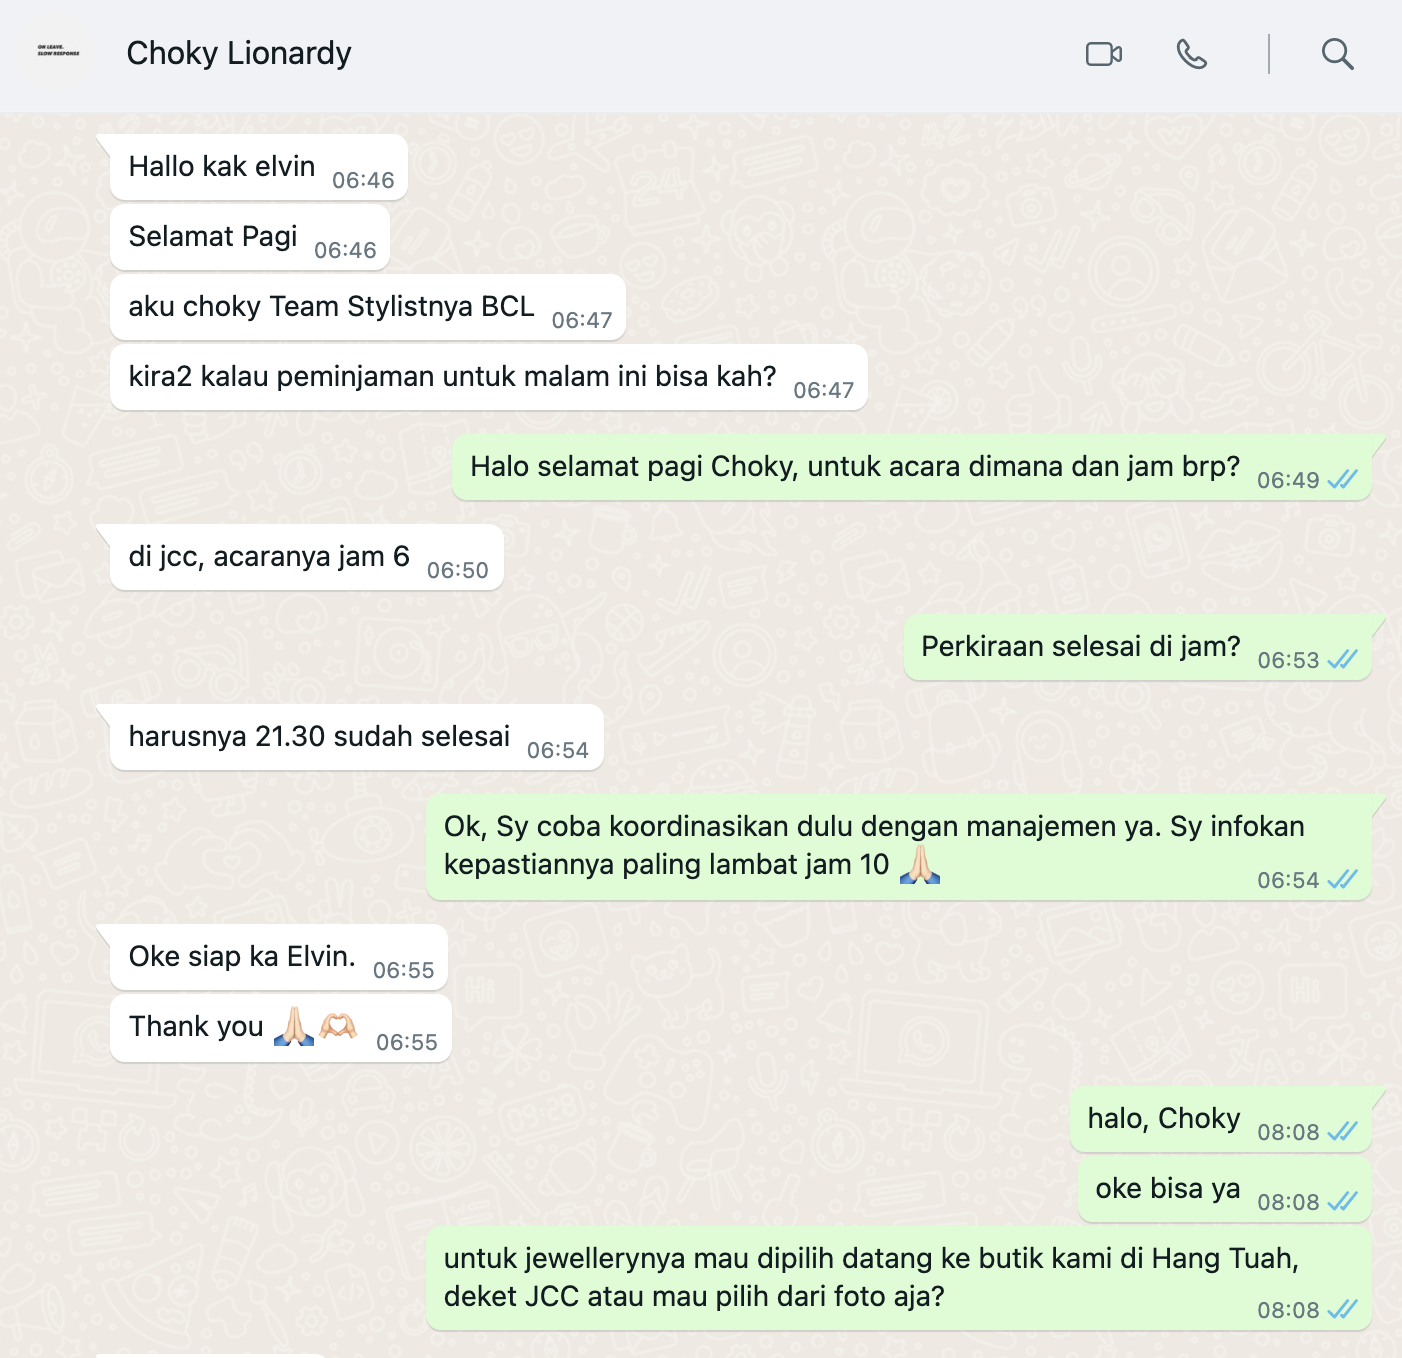 ON LEAVE.
SLOW RESPONSE
Choky Lionardy
Hallo kak elvin 06:46
Selamat Pagi 06:46
aku choky Team Stylistnya BCL 06:47
kira2 kalau peminjaman untuk malam ini bisa kah? 06:47
Halo selamat pagi Choky, untuk acara dimana dan jam brp? 06:49
di jcc, acaranya jam 6 06:50
Perkiraan selesai di jam? 06:53
harusnya 21.30 sudah selesai 06:54
Ok, Sy coba koordinasikan dulu dengan manajemen ya. Sy infokan
kepastiannya paling lambat jam 10 🙏🏻 06:54
Oke siap ka Elvin. 06:55
Thank you 🙏🏻🫶🏻 06:55
halo, Choky 08:08
oke bisa ya 08:08
untuk jewellerynya mau dipilih datang ke butik kami di Hang Tuah,
deket JCC atau mau pilih dari foto aja? 08:08